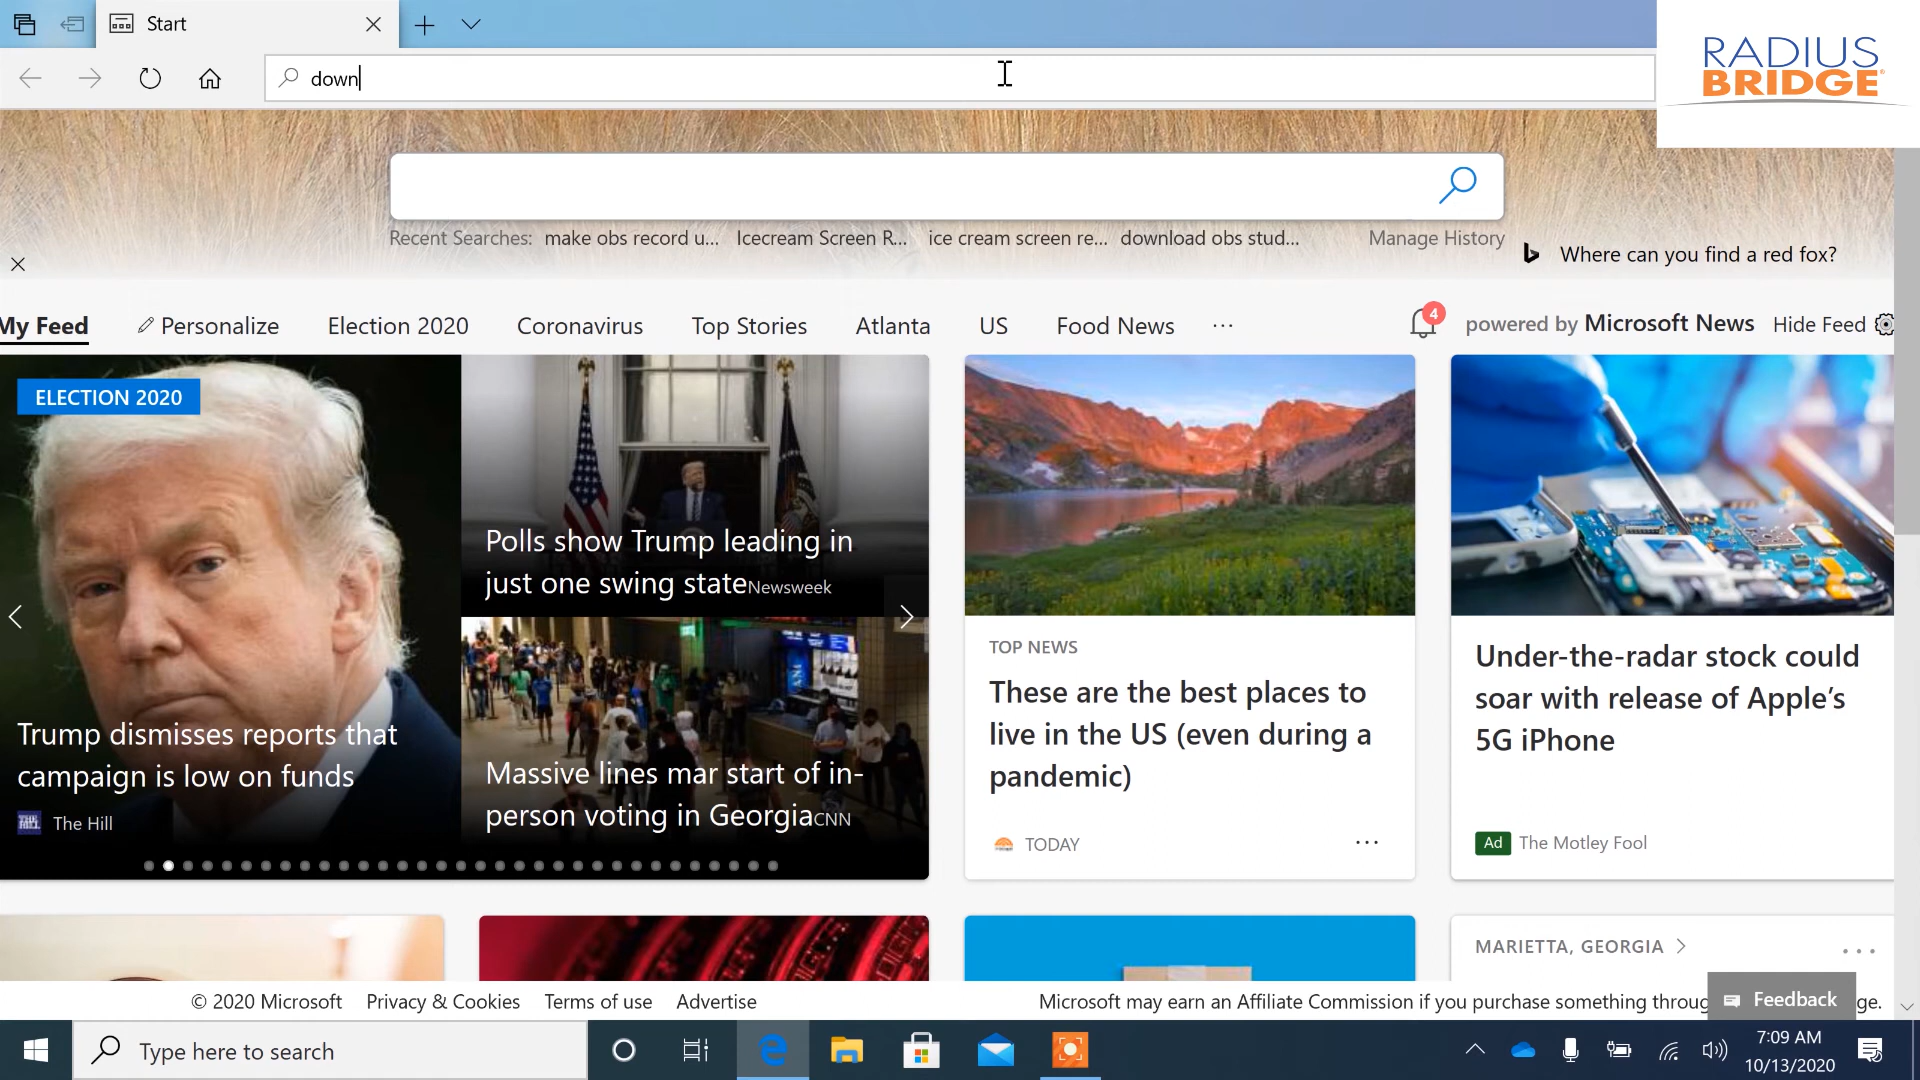 Start
RADIUS
BRIDGE
down
Recent Searches: make obs record u... Icecream Screen R... ice cream screen re... download obs stud... Manage History
Where can you find a red fox?
My Feed Personalize Election 2020 Coronavirus Top Stories Atlanta US Food News ... 4 powered by Microsoft News Hide Feed
ELECTION 2020
Trump dismisses reports that
campaign is low on funds
The Hill
Polls show Trump leading in
just one swing state Newsweek
Massive lines mar start of in-
person voting in Georgia CNN
TOP NEWS
These are the best places to
live in the US (even during a
pandemic)
TODAY
Under-the-radar stock could
soar with release of Apple’s
5G iPhone
Ad The Motley Fool
MARIETTA, GEORGIA
© 2020 Microsoft Privacy & Cookies Terms of use Advertise
Microsoft may earn an Affiliate Commission if you purchase something throug
Feedback
ge.
Type here to search
7:09 AM
10/13/2020